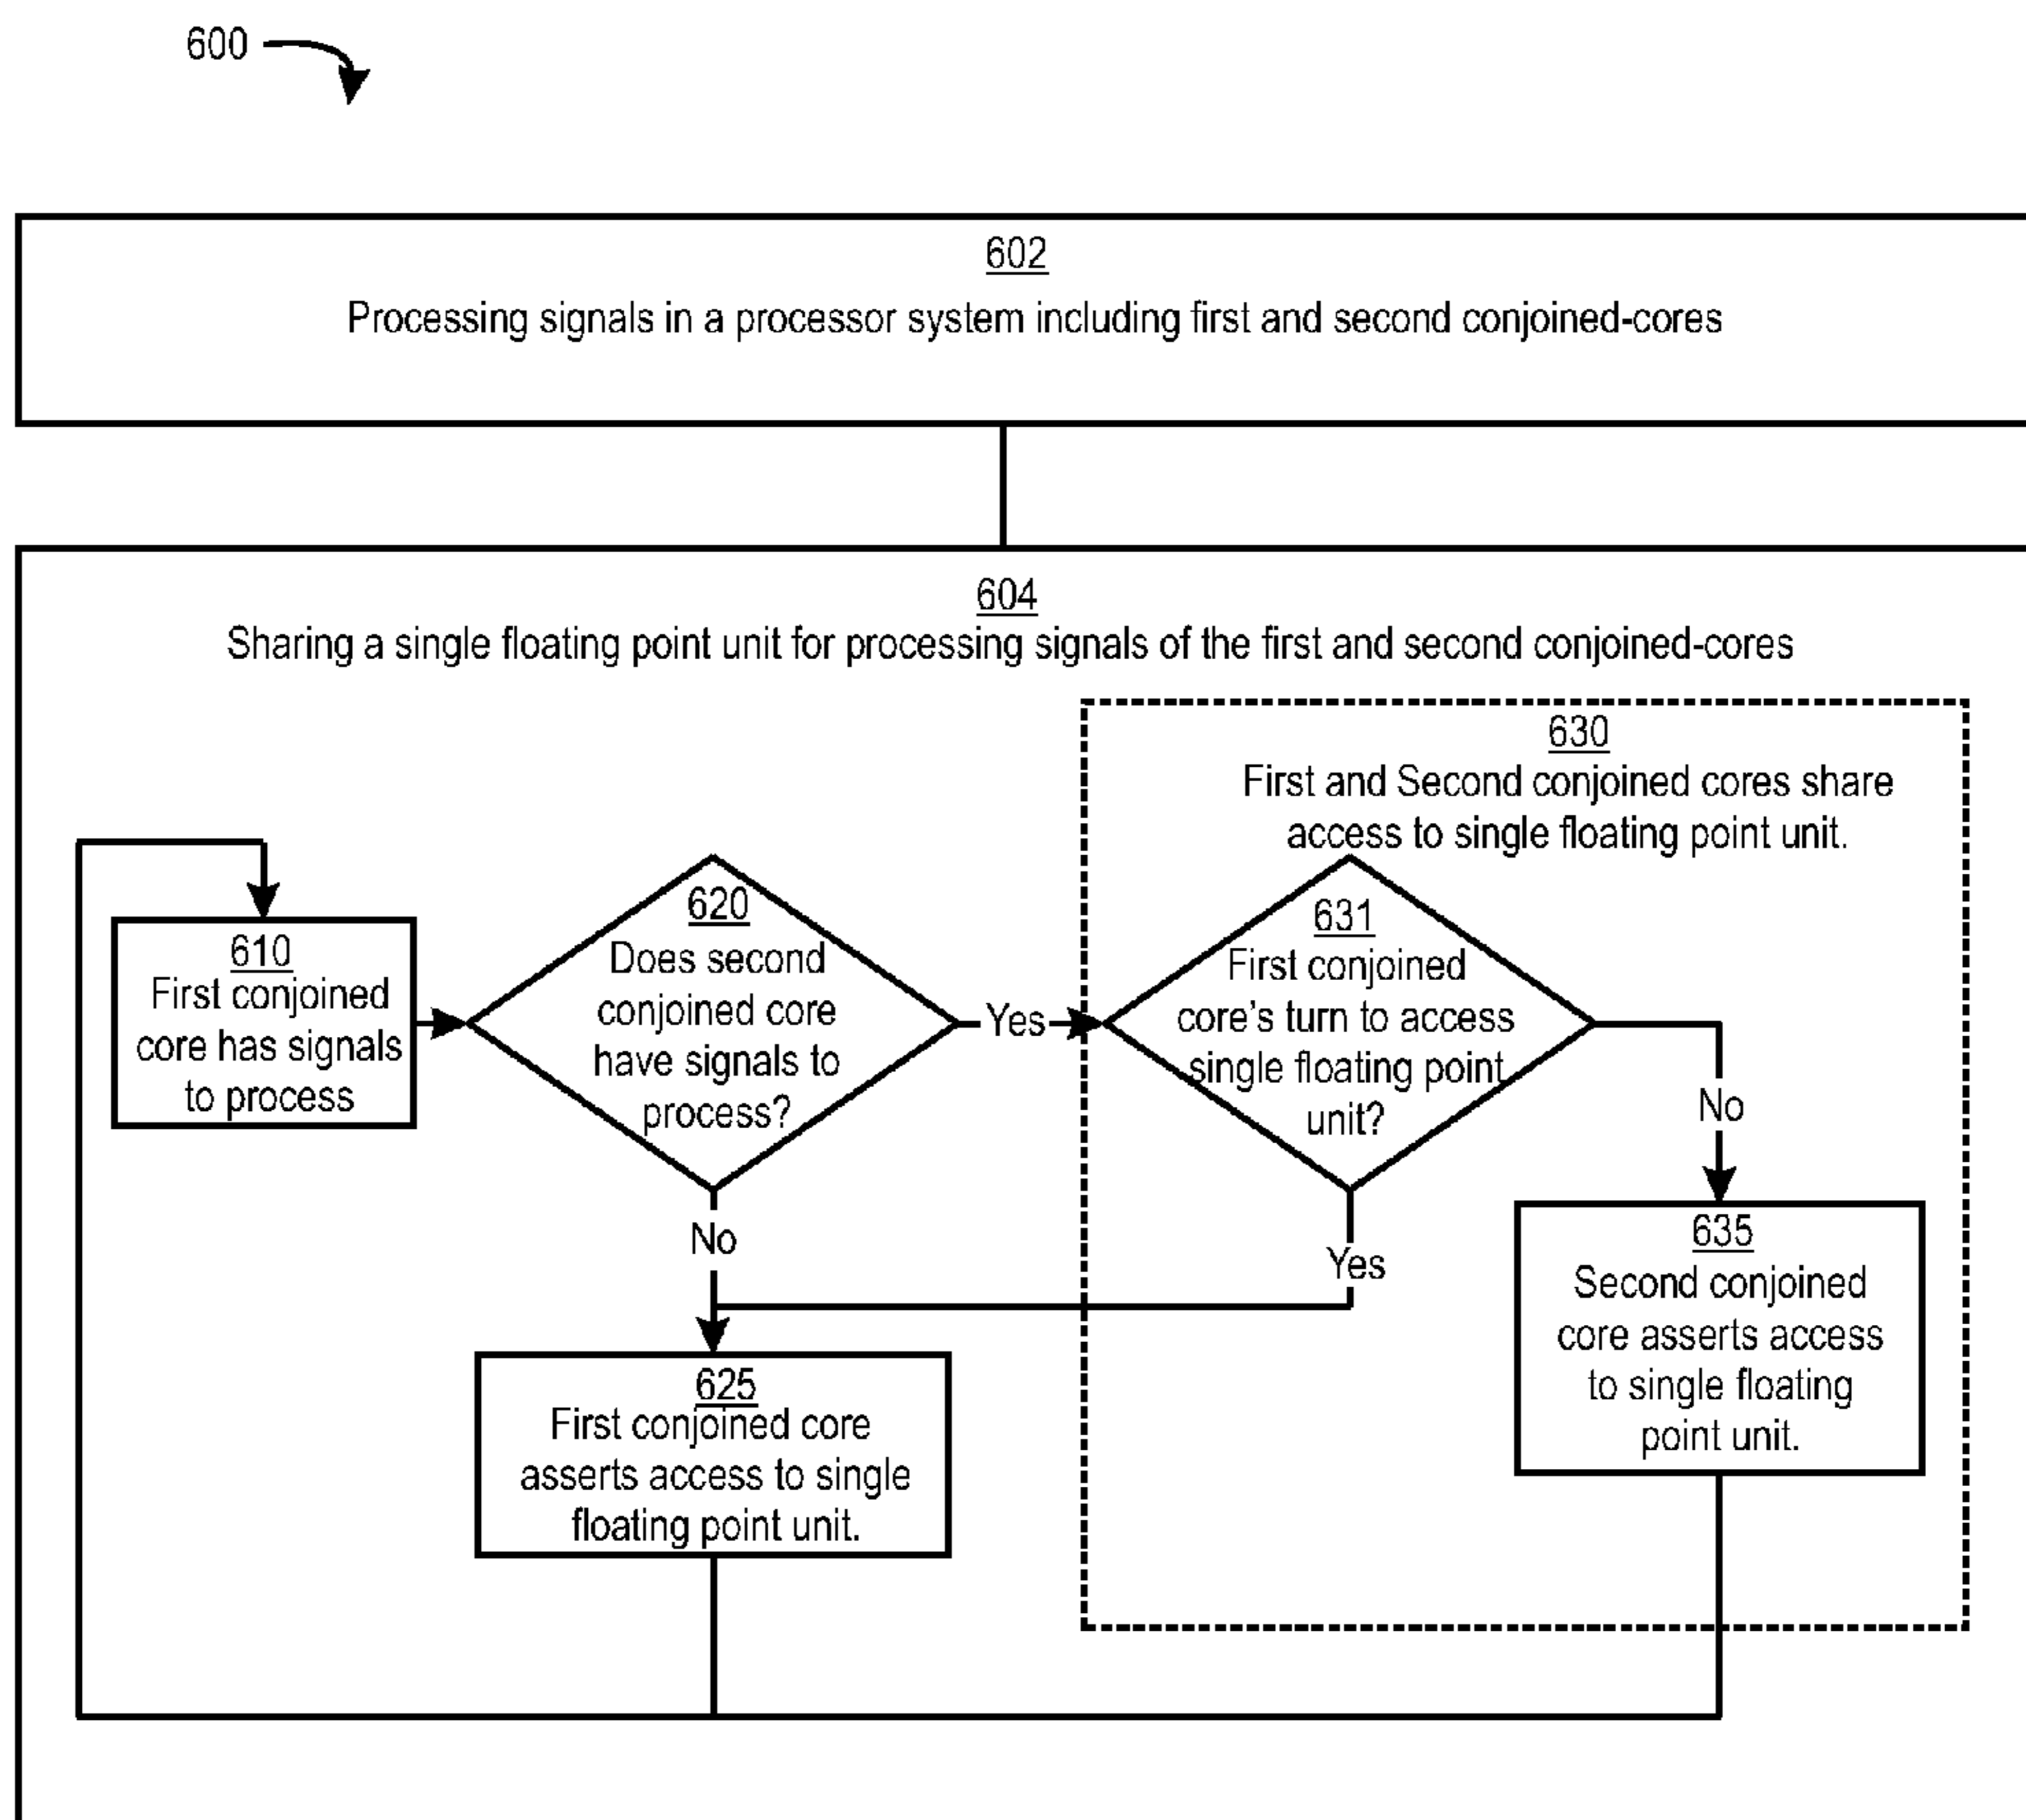 600
602
Processing signals in a processor system including first and second conjoined-cores
604
Sharing a single floating point unit for processing signals of the first and second conjoined-cores
630
First and Second conjoined cores share
access to single floating point unit.
610
First conjoined
core has signals
to process
620
Does second
conjoined core
have signals to
process?
Yes
631
First conjoined
core's turn to access
single floating point
unit?
No
No
Yes
625
First conjoined core
asserts access to single
floating point unit.
635
Second conjoined
core asserts access
to single floating
point unit.